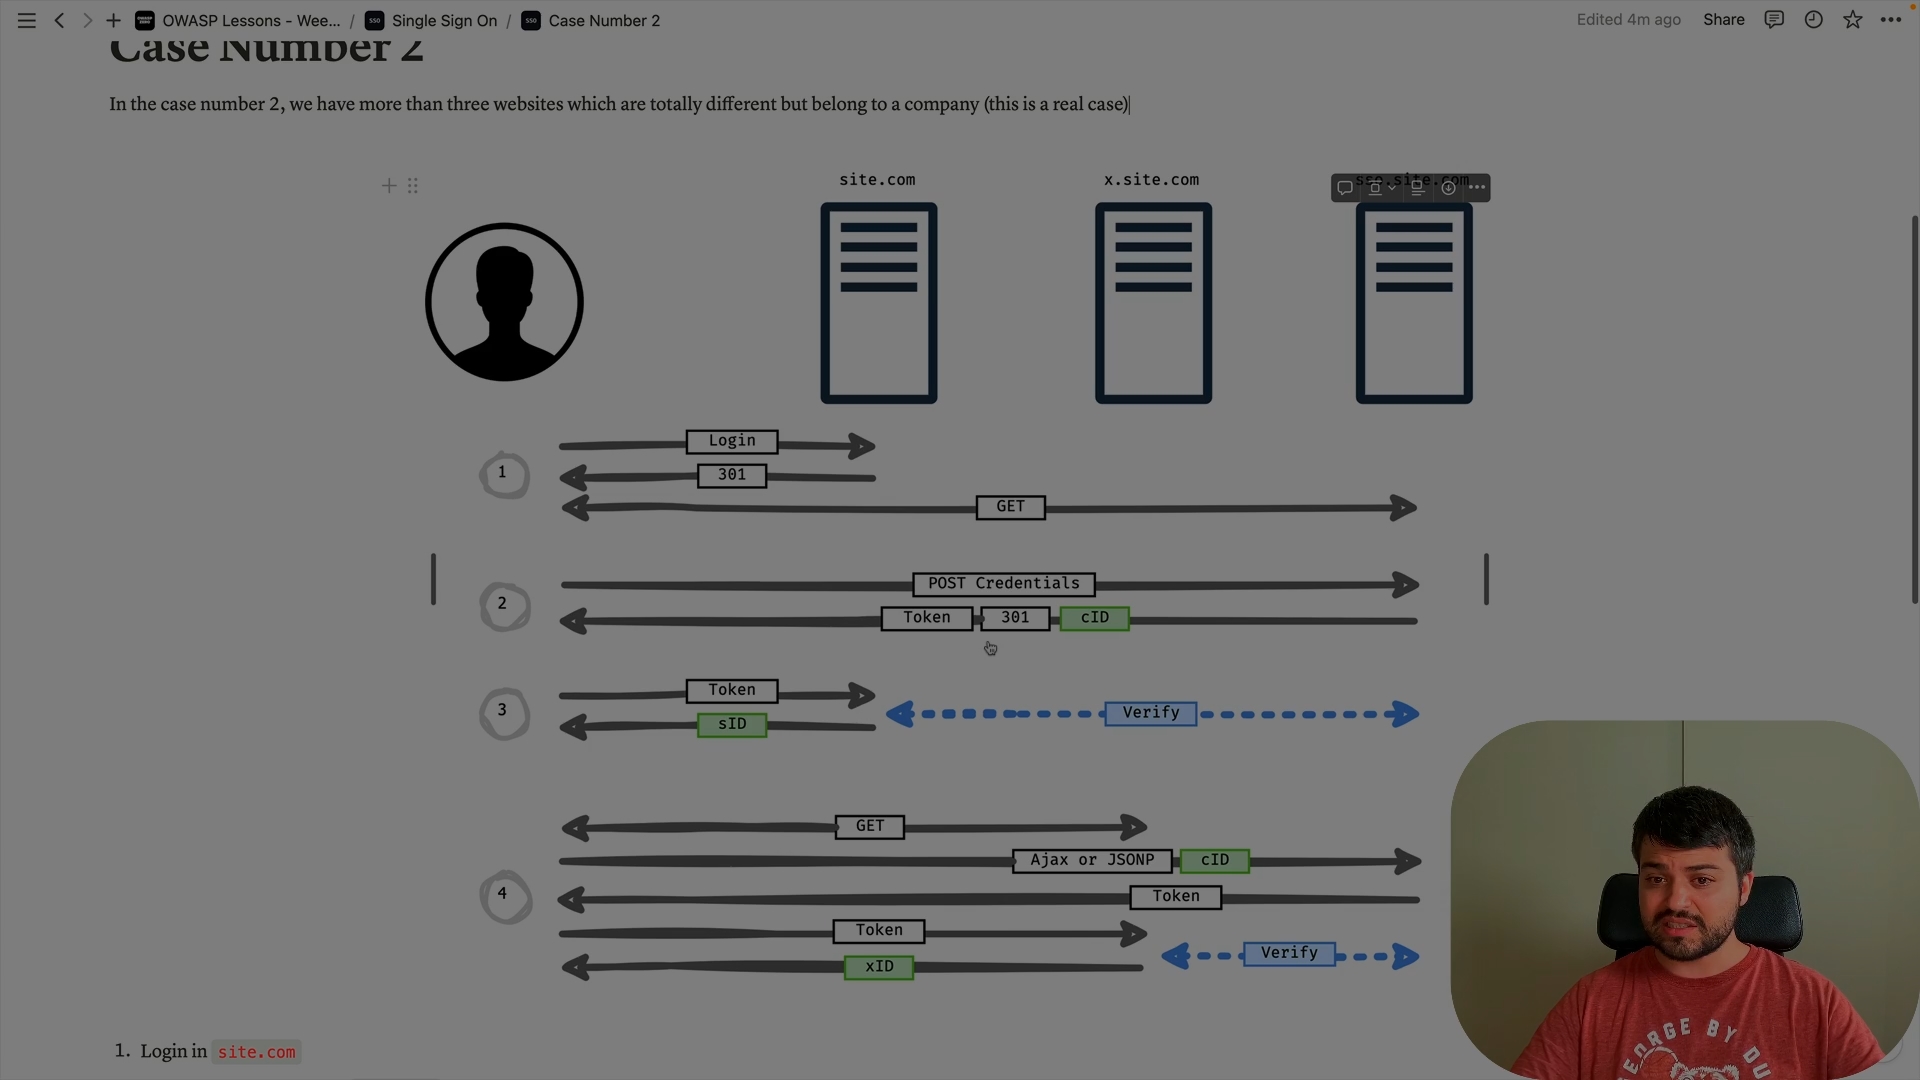 OWASP Lessons - Wee... / Single Sign On / Case Number 2
Edited 4m ago Share
Case Number 2
In the case number 2, we have more than three websites which are totally different but belong to a company (this is a real case)
site.com x.site.com sso.site.com
Login
1 301
GET
POST Credentials
2 Token 301 cID
Token
3 sID Verify
GET
Ajax or JSONP cID
4 Token
Token Verify
xID
1. Login in site.com